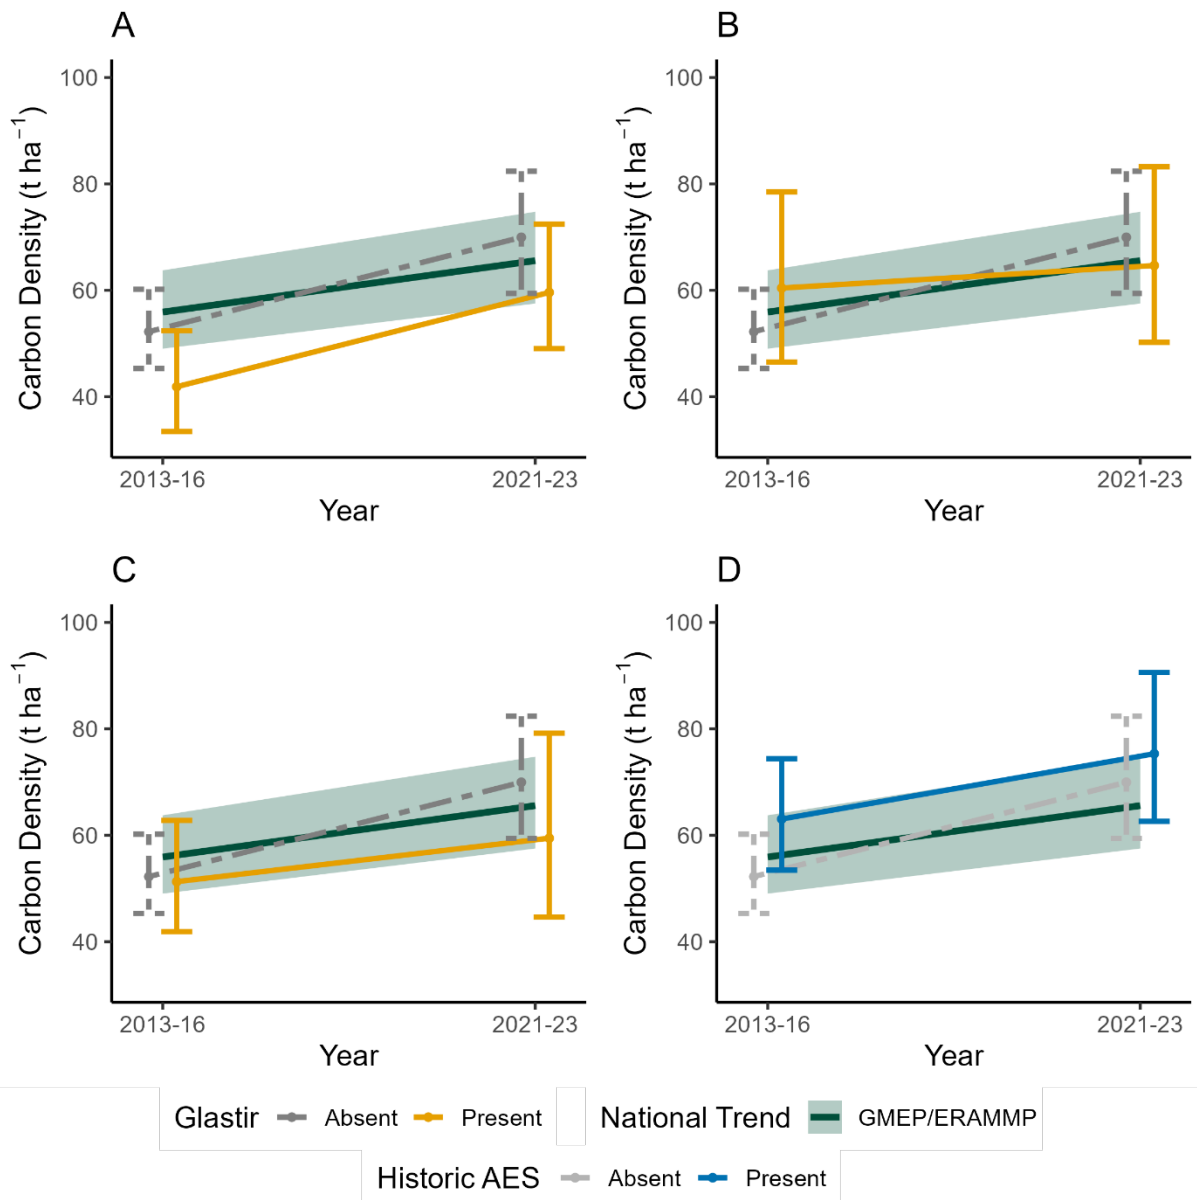 A
Carbon Density (t ha⁻¹)
100
80
60
40
2013-16
2021-23
Year
B
Carbon Density (t ha⁻¹)
100
80
60
40
2013-16
2021-23
Year
C
Carbon Density (t ha⁻¹)
100
80
60
40
2013-16
2021-23
Year
D
Carbon Density (t ha⁻¹)
100
80
60
40
2013-16
2021-23
Year
Glastir Absent Present National Trend GMEP/ERAMMP
Historic AES Absent Present